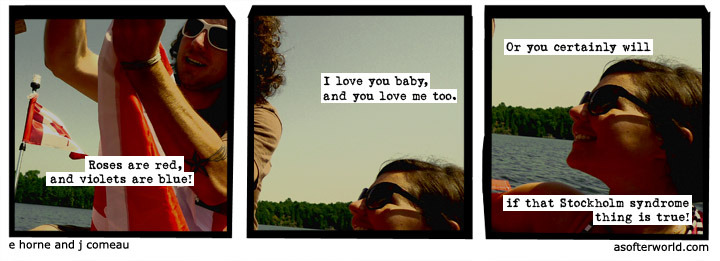 Roses are red,
and violets are blue!
I love you baby,
and you love me too.
Or you certainly will
if that Stockholm syndrome
thing is true!
e horne and j comeau
asofterworld.com